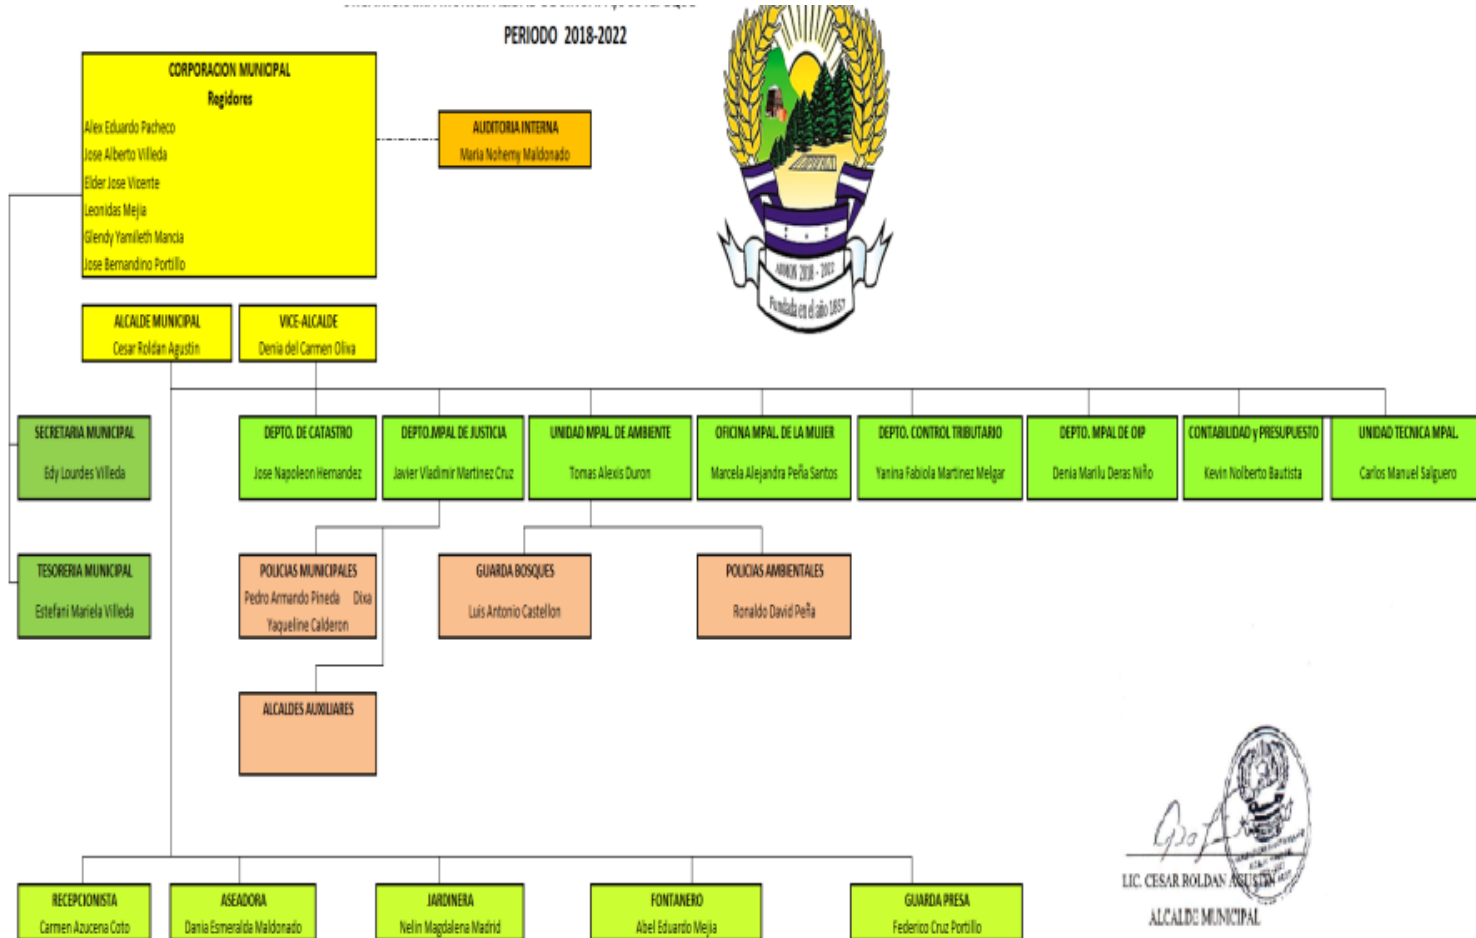 PERIODO 2018-2022
CORPORACION MUNICIPAL
Regidores
Alex Eduardo Pacheco
Jose Alberto Villeda
Elder Jose Vicente
Leonidas Mejia
Glendy Yamileth Mancia
Jose Bernandino Portillo
AUDITORIA INTERNA
Maria Nohemy Maldonado
ADMON 2018 - 2022
Fundada en el año 1857
ALCALDE MUNICIPAL
Cesar Roldan Agustin
VICE-ALCALDE
Denia del Carmen Oliva
SECRETARIA MUNICIPAL
Edy Lourdes Villeda
DEPTO. DE CATASTRO
Jose Napoleon Hernandez
DEPTO.MPAL DE JUSTICIA
Javier Vladimir Martinez Cruz
UNIDAD MPAL. DE AMBIENTE
Tomas Alexis Duron
OFICINA MPAL. DE LA MUJER
Marcela Alejandra Peña Santos
DEPTO. CONTROL TRIBUTARIO
Yanina Fabiola Martinez Melgar
DEPTO. MPAL DE OIP
Denia Marilu Deras Niño
CONTABILIDAD y PRESUPUESTO
Kevin Nolberto Bautista
UNIDAD TECNICA MPAL.
Carlos Manuel Salguero
TESORERIA MUNICIPAL
Estefani Mariela Villeda
POLICIAS MUNICIPALES
Pedro Armando Pineda Dixa
Yaqueline Calderon
GUARDA BOSQUES
Luis Antonio Castellon
POLICIAS AMBIENTALES
Ronaldo David Peña
ALCALDES AUXILIARES
LIC. CESAR ROLDAN AGUSTIN
ALCALDE MUNICIPAL
RECEPCIONISTA
Carmen Azucena Coto
ASEADORA
Dania Esmeralda Maldonado
JARDINERA
Nelin Magdalena Madrid
FONTANERO
Abel Eduardo Mejia
GUARDA PRESA
Federico Cruz Portillo